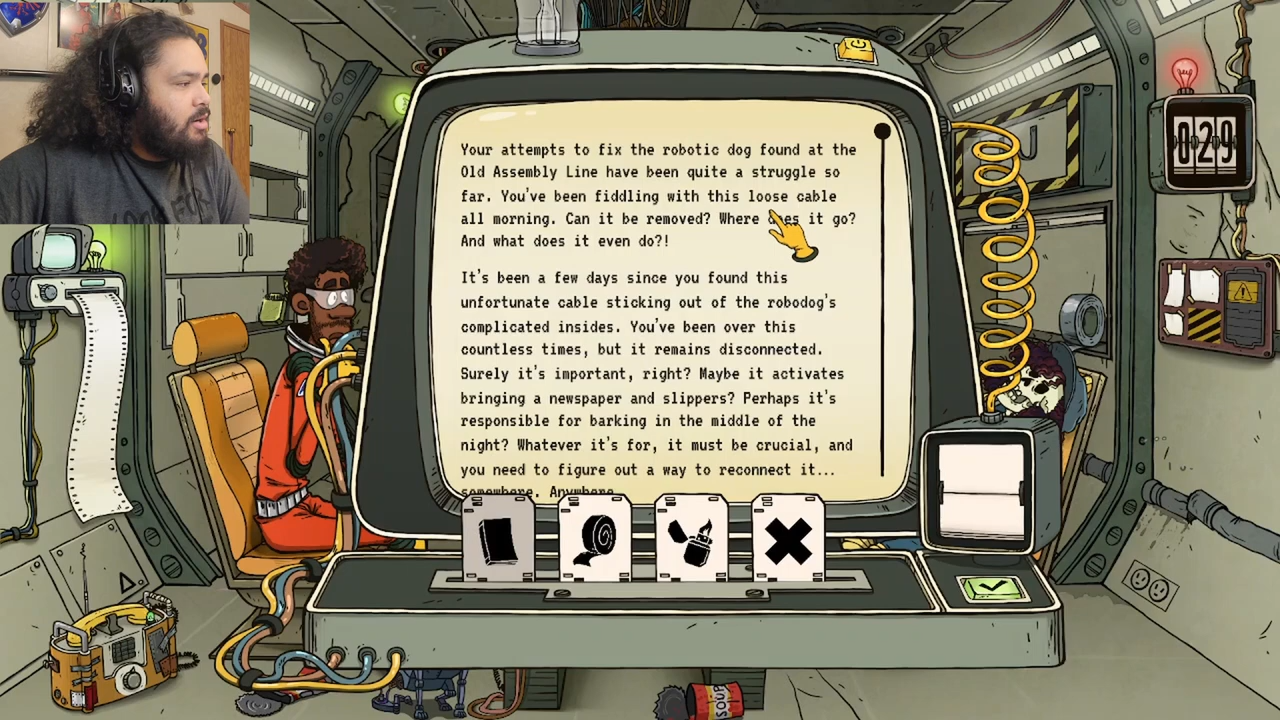 Your attempts to fix the robotic dog found at the
Old Assembly Line have been quite a struggle so
far. You've been fiddling with this loose cable
all morning. Can it be removed? Where it go?
And what does it even do?!
It's been a few days since you found this
unfortunate cable sticking out of the robodog's
complicated insides. You've been over this
countless times, but it remains disconnected.
Surely it's important, right? Maybe it activates
bringing a newspaper and slippers? Perhaps it's
responsible for barking in the middle of the
night? Whatever it's for, it must be crucial, and
you need to figure out a way to reconnect it...
somewhere. Anywhere
029
SOUP